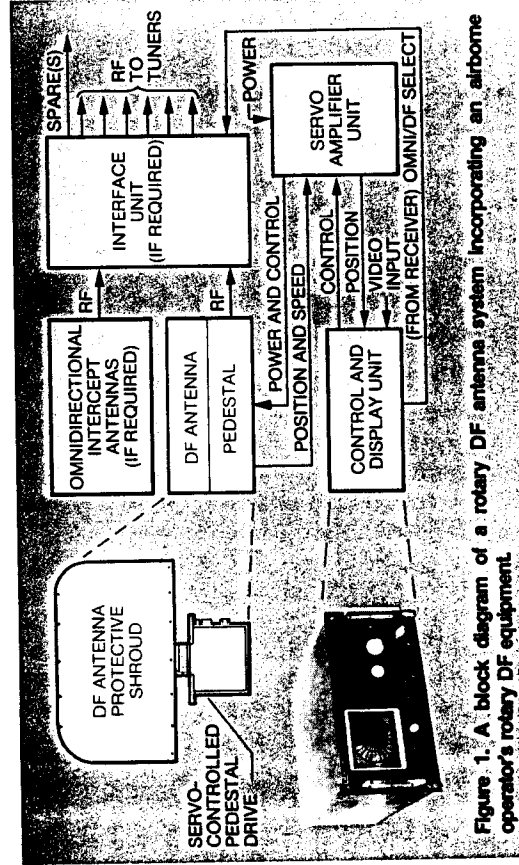 DF ANTENNA
PROTECTIVE
SHROUD
SERVO-
CONTROLLED
PEDESTAL
DRIVE
OMNIDIRECTIONAL
INTERCEPT
ANTENNAS
(IF REQUIRED)
RF
DF ANTENNA
PEDESTAL
RF
INTERFACE
UNIT
(IF REQUIRED)
SPARE(S)
RF
TO
TUNERS
POWER AND CONTROL
POSITION AND SPEED
POWER
SERVO
AMPLIFIER
UNIT
CONTROL AND
DISPLAY UNIT
CONTROL
POSITION
VIDEO
INPUT
(FROM RECEIVER) OMNI/DF SELECT
Figure 1. A block diagram of a rotary DF antenna system incorporating an airborne
operator's rotary DF equipment.